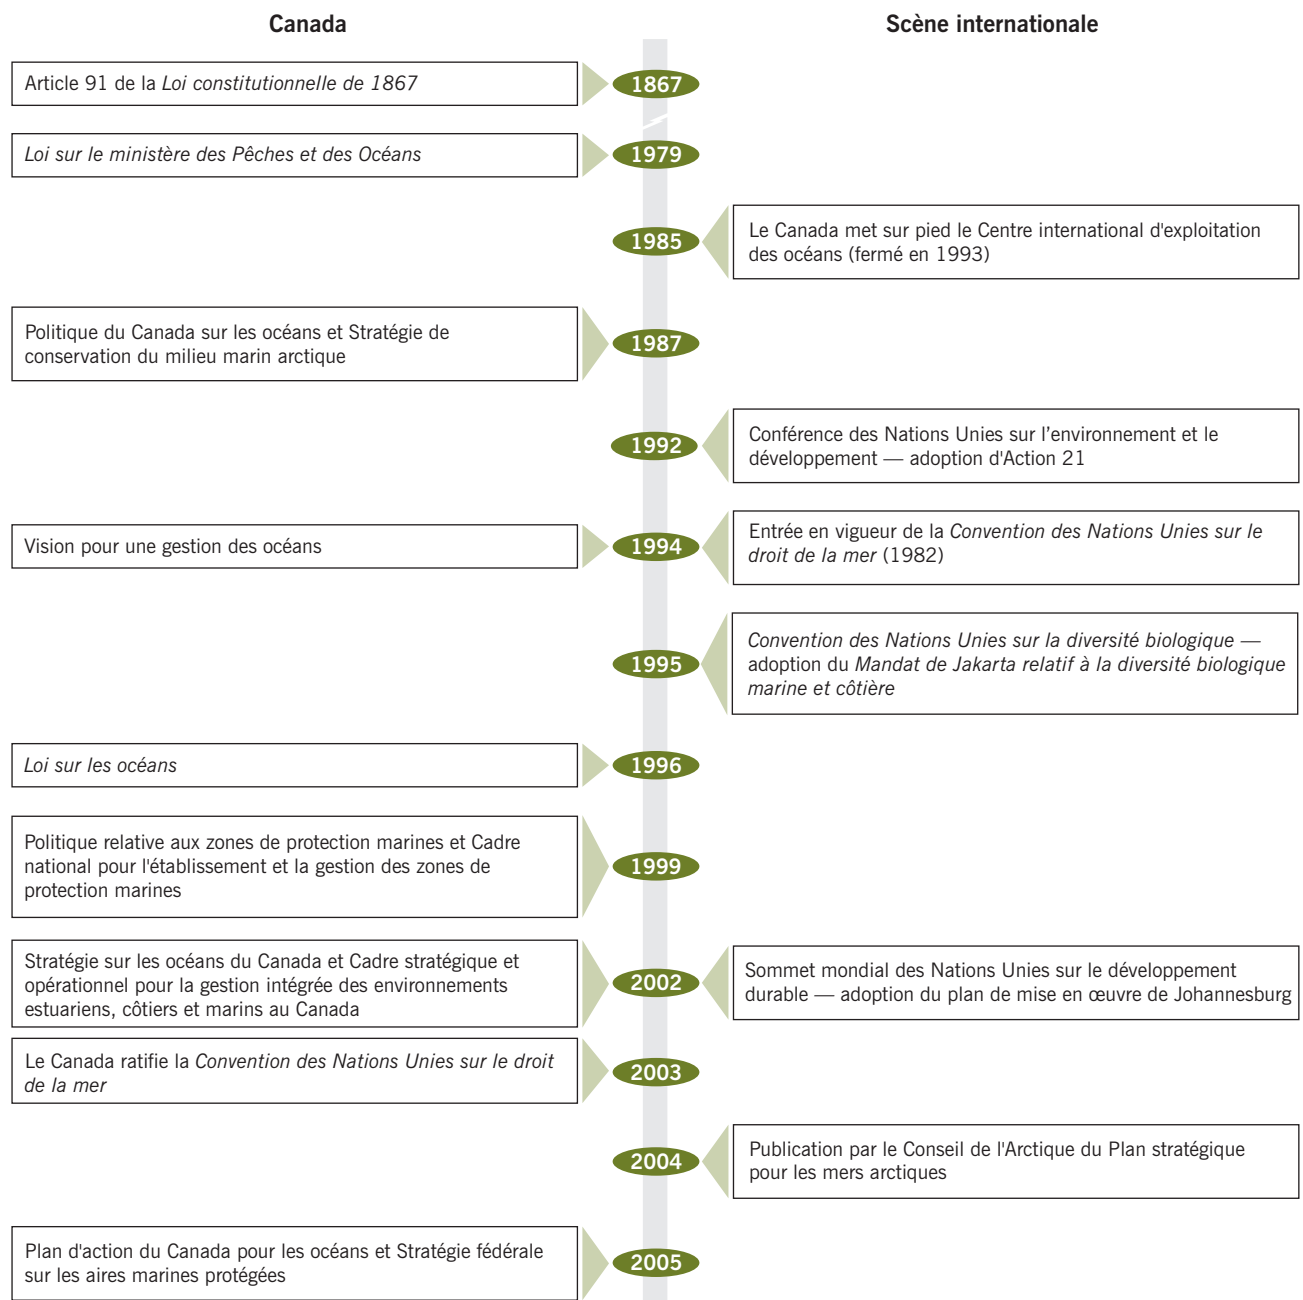 Canada
Scène internationale
Article 91 de la Loi constitutionnelle de 1867
1867
Loi sur le ministère des Pêches et des Océans
1979
1985
Le Canada met sur pied le Centre international d'exploitation
des océans (fermé en 1993)
Politique du Canada sur les océans et Stratégie de
conservation du milieu marin arctique
1987
1992
Conférence des Nations Unies sur l’environnement et le
développement — adoption d'Action 21
Vision pour une gestion des océans
1994
Entrée en vigueur de la Convention des Nations Unies sur le
droit de la mer (1982)
1995
Convention des Nations Unies sur la diversité biologique —
adoption du Mandat de Jakarta relatif à la diversité biologique
marine et côtière
Loi sur les océans
1996
Politique relative aux zones de protection marines et Cadre
national pour l'établissement et la gestion des zones de
protection marines
1999
Stratégie sur les océans du Canada et Cadre stratégique et
opérationnel pour la gestion intégrée des environnements
estuariens, côtiers et marins au Canada
2002
Sommet mondial des Nations Unies sur le développement
durable — adoption du plan de mise en œuvre de Johannesburg
Le Canada ratifie la Convention des Nations Unies sur le droit
de la mer
2003
2004
Publication par le Conseil de l'Arctique du Plan stratégique
pour les mers arctiques
Plan d'action du Canada pour les océans et Stratégie fédérale
sur les aires marines protégées
2005